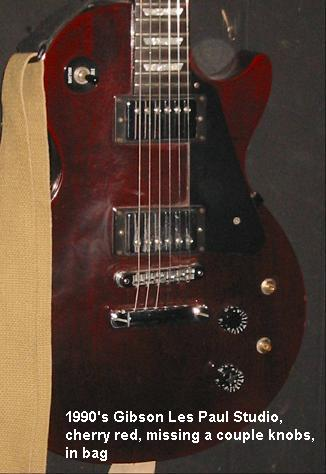 1990's Gibson Les Paul Studio,
cherry red, missing a couple knobs,
in bag